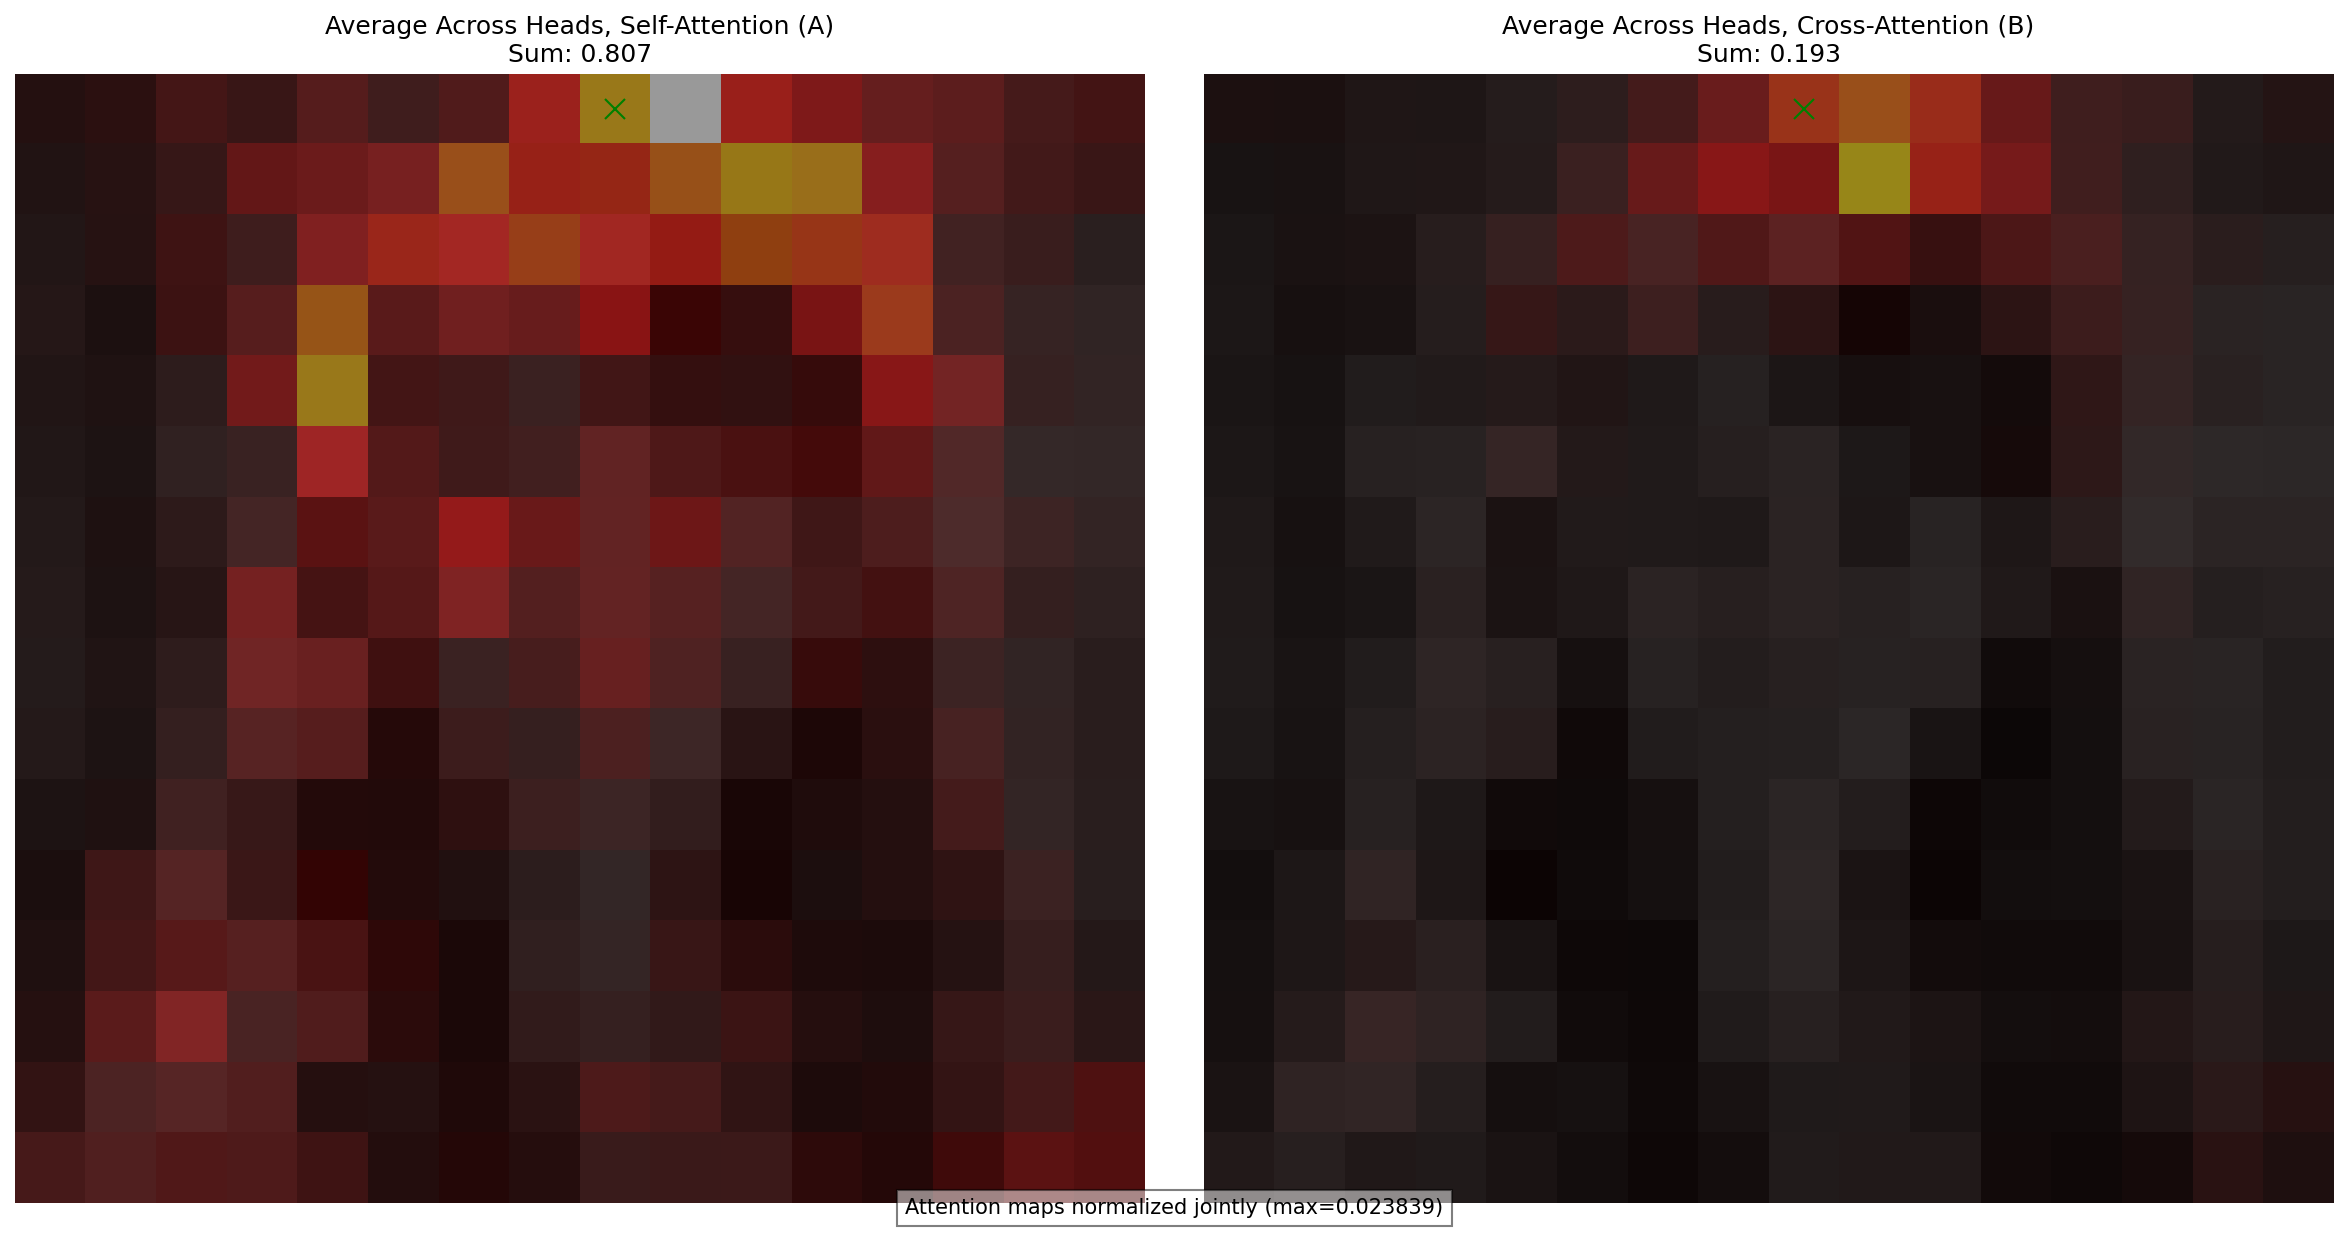 Average Across Heads, Self-Attention (A)
Sum: 0.807
Average Across Heads, Cross-Attention (B)
Sum: 0.193
Attention maps normalized jointly (max=0.023839)